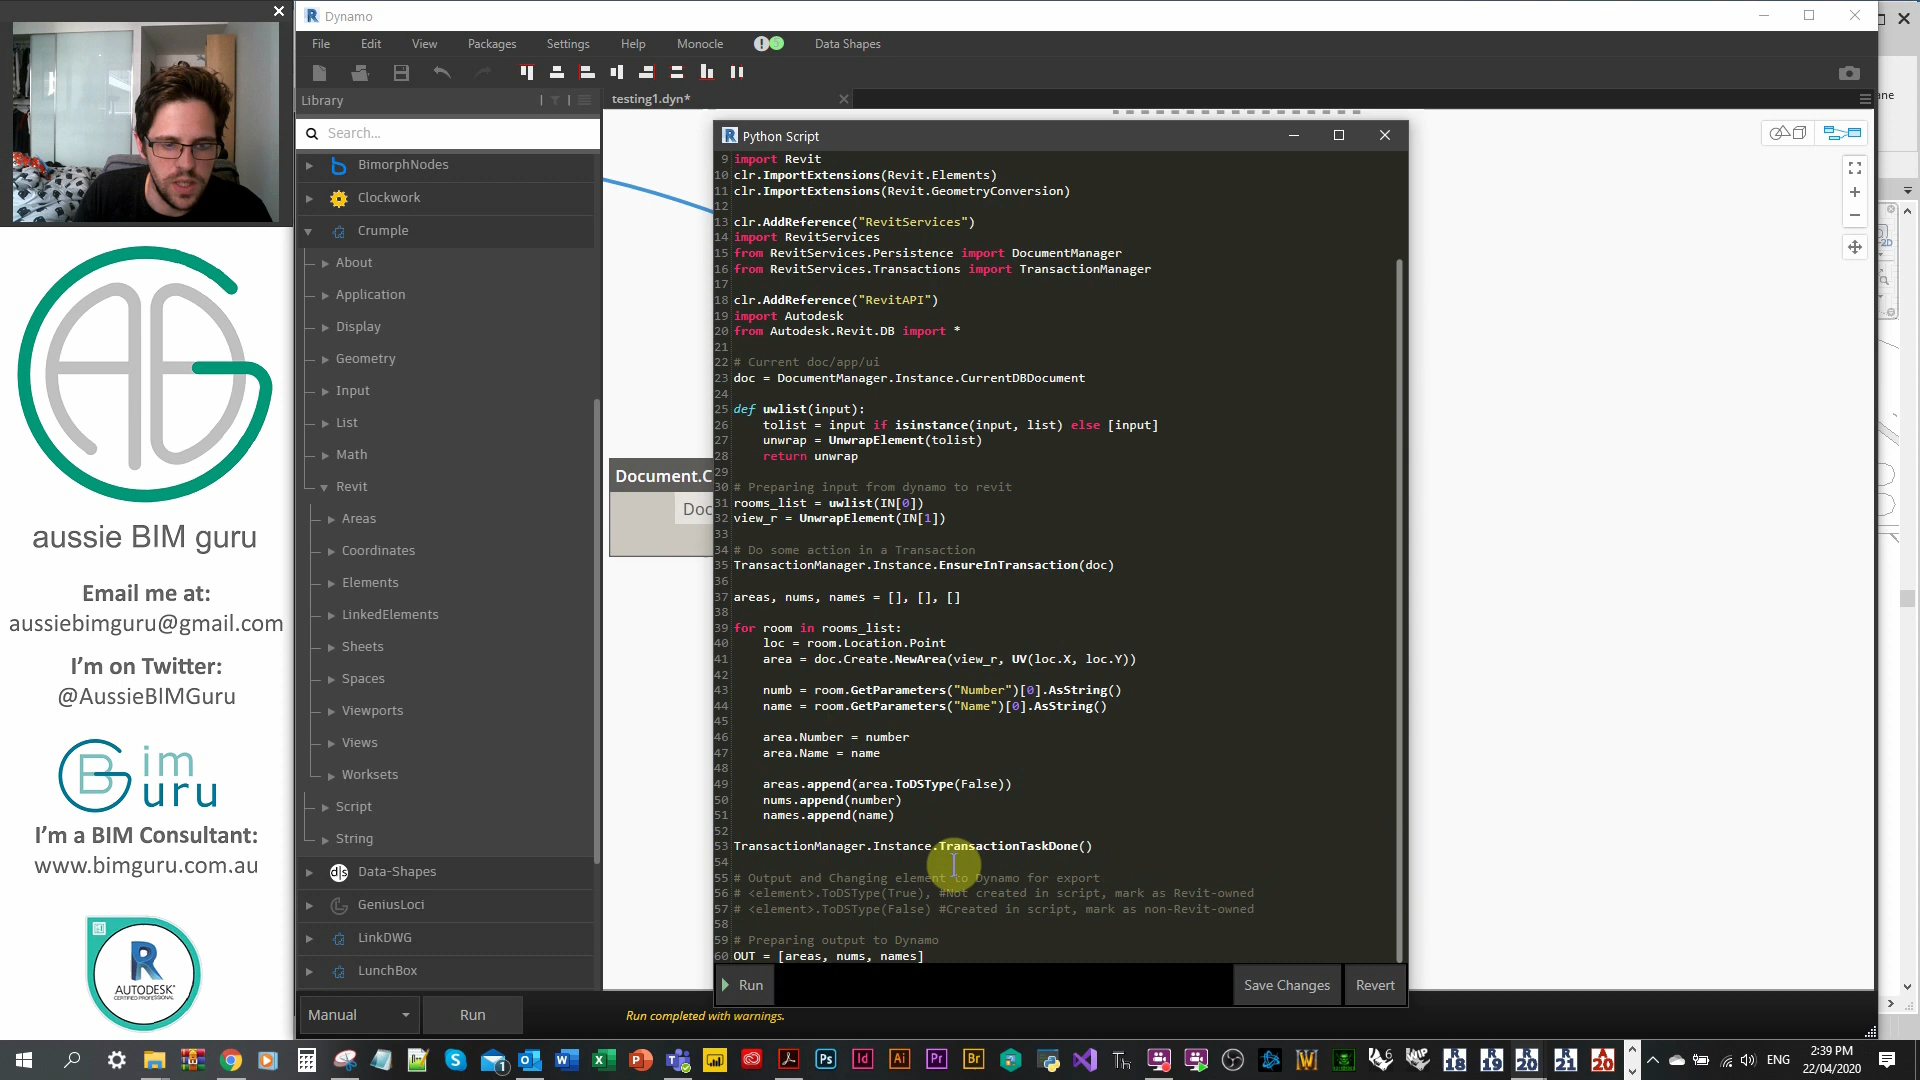 Dynamo
File Edit View Packages Settings Help Monocle Data Shapes
Library
testing1.dyn*
Search...
BimorphNodes
Clockwork
Crumple
About
Application
Display
Geometry
Input
List
Math
Revit
Areas
Coordinates
Elements
LinkedElements
Sheets
Spaces
Viewports
Views
Worksets
Script
String
Data-Shapes
GeniusLoci
LinkDWG
LunchBox
Manual
Run
Run completed with warnings.
aussie BIM guru
Email me at:
aussiebimguru@gmail.com
I'm on Twitter:
@AussieBIMGuru
BG im
uru
I'm a BIM Consultant:
www.bimguru.com.au
R
AUTODESK
CERTIFIED PROFESSIONAL
Document.C
Doc
Python Script
9 import Revit
10 clr.ImportExtensions(Revit.Elements)
11 clr.ImportExtensions(Revit.GeometryConversion)
12
13 clr.AddReference("RevitServices")
14 import RevitServices
15 from RevitServices.Persistence import DocumentManager
16 from RevitServices.Transactions import TransactionManager
17
18 clr.AddReference("RevitAPI")
19 import Autodesk
20 from Autodesk.Revit.DB import *
21
22 # Current doc/app/ui
23 doc = DocumentManager.Instance.CurrentDBDocument
24
25 def uwlist(input):
26 tolist = input if isinstance(input, list) else [input]
27 unwrap = UnwrapElement(tolist)
28 return unwrap
29
30 # Preparing input from dynamo to revit
31 rooms_list = uwlist(IN[0])
32 view_r = UnwrapElement(IN[1])
33
34 # Do some action in a Transaction
35 TransactionManager.Instance.EnsureInTransaction(doc)
36
37 areas, nums, names = [], [], []
38
39 for room in rooms_list:
40 loc = room.Location.Point
41 area = doc.Create.NewArea(view_r, UV(loc.X, loc.Y))
42
43 numb = room.GetParameters("Number")[0].AsString()
44 name = room.GetParameters("Name")[0].AsString()
45
46 area.Number = number
47 area.Name = name
48
49 areas.append(area.ToDSType(False))
50 nums.append(number)
51 names.append(name)
52
53 TransactionManager.Instance.TransactionTaskDone()
54
55 # Output and Changing element to Dynamo for export
56 # <element>.ToDSType(True), #Not created in script, mark as Revit-owned
57 # <element>.ToDSType(False) #Created in script, mark as non-Revit-owned
58
59 # Preparing output to Dynamo
60 OUT = [areas, nums, names]
Run
Save Changes
Revert
ane
ENG
2:39 PM
22/04/2020